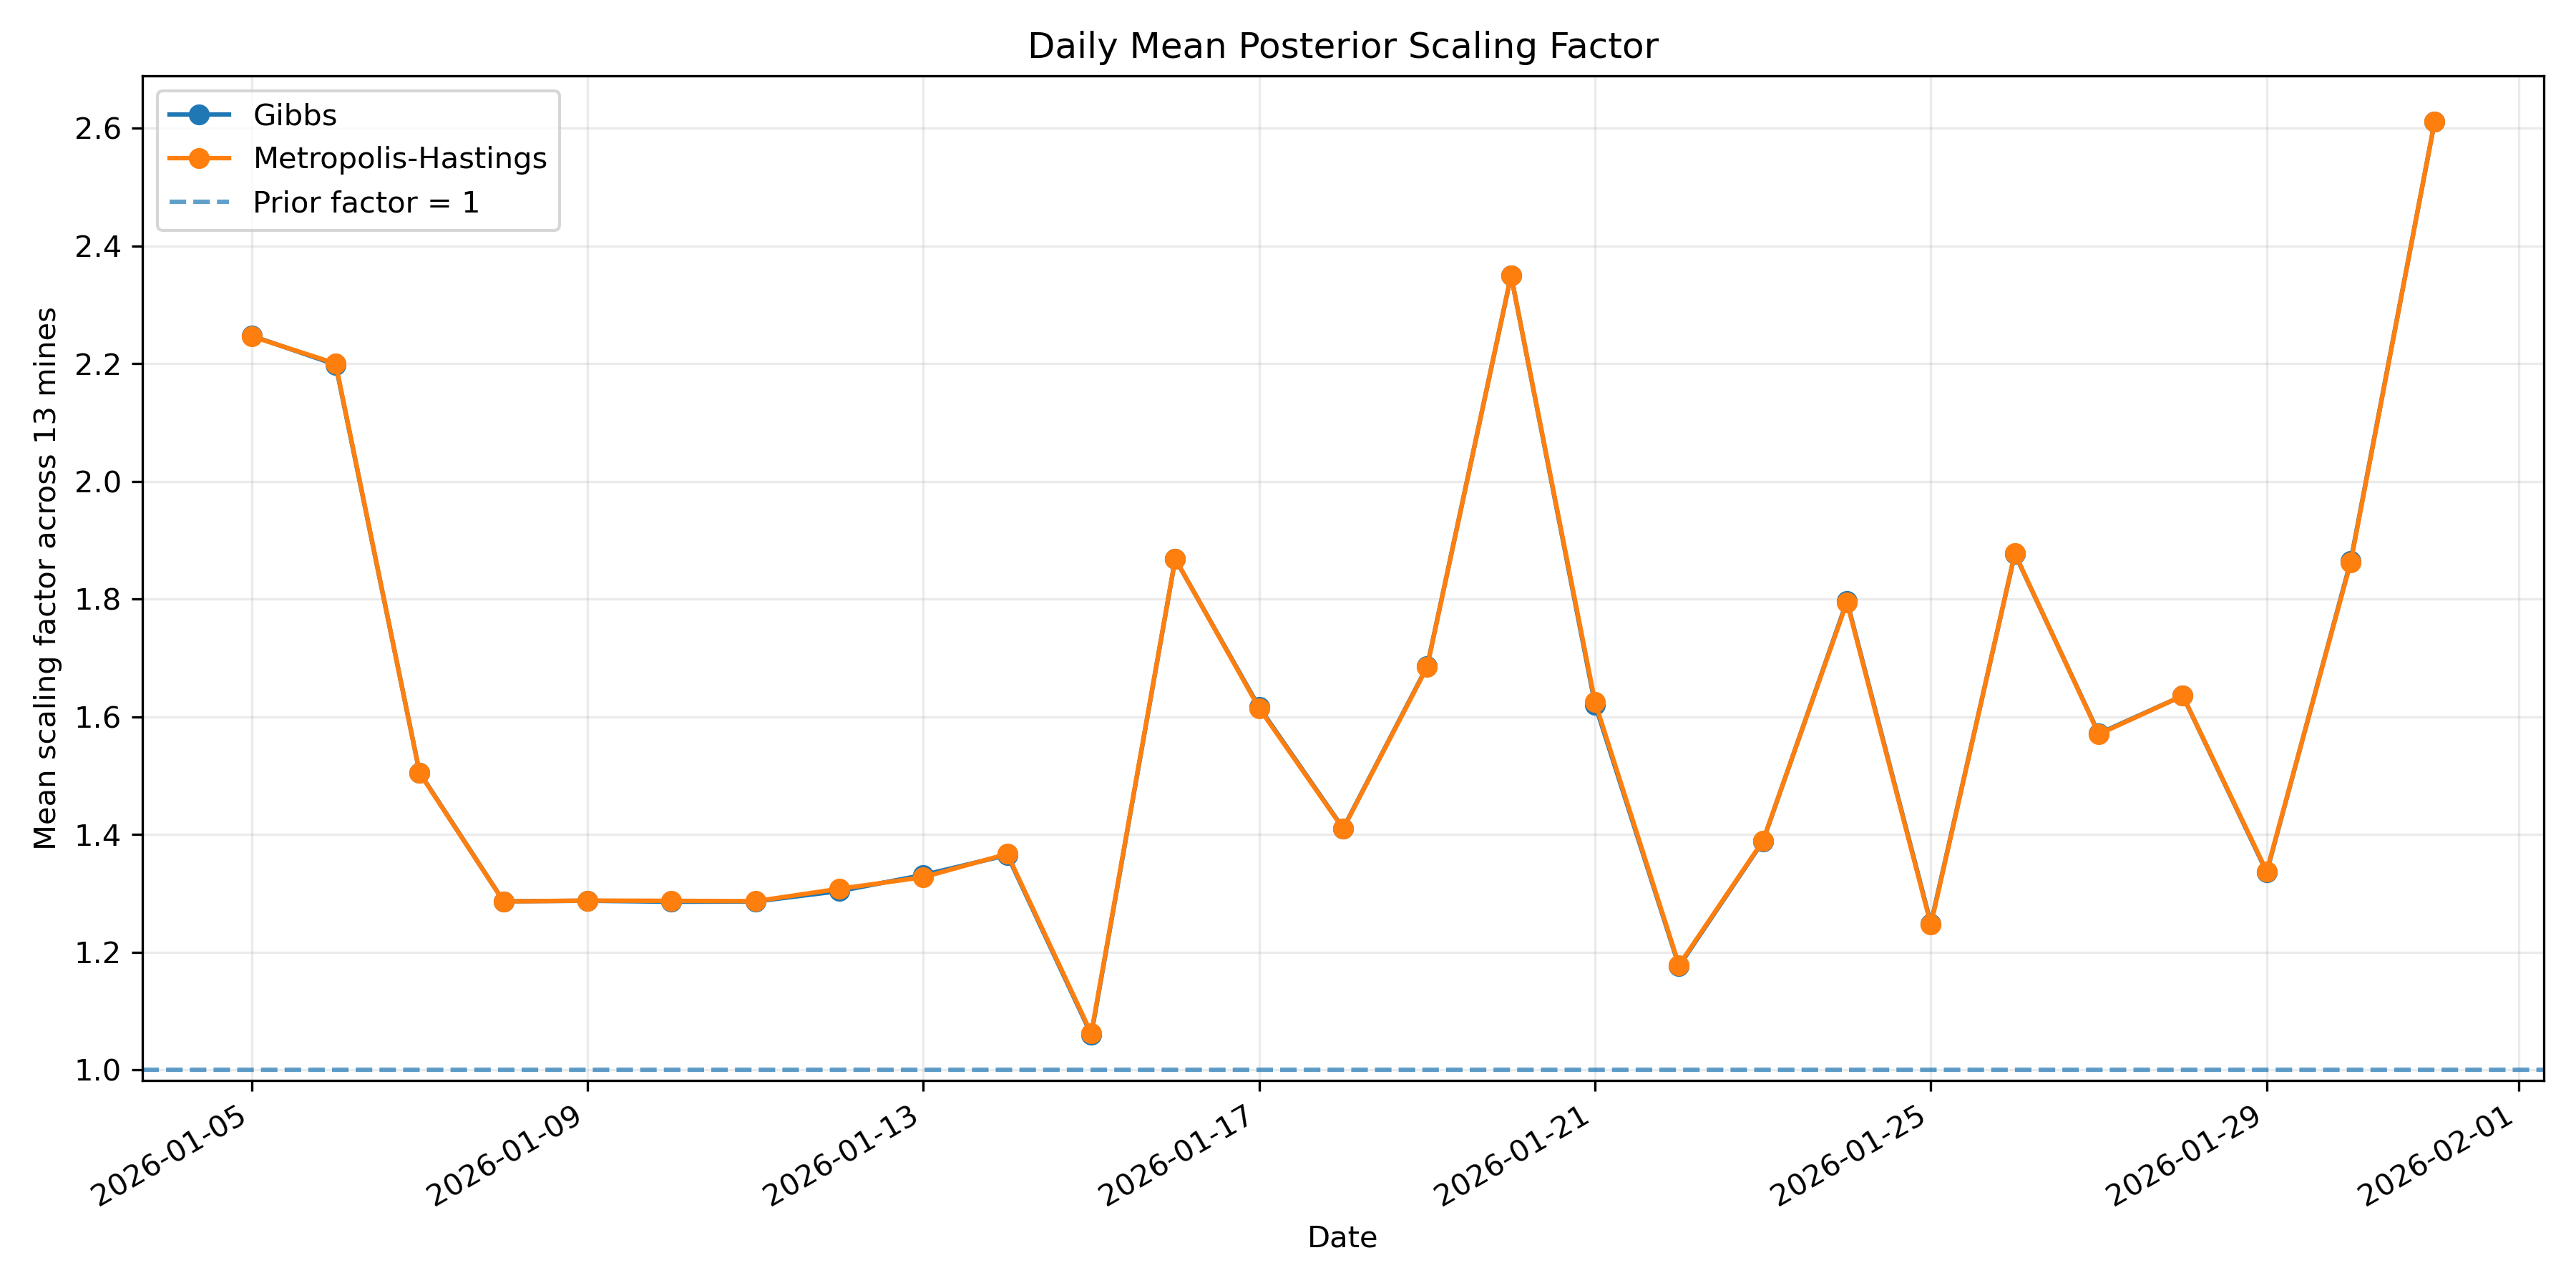 Daily Mean Posterior Scaling Factor
Gibbs
Metropolis-Hastings
Prior factor = 1
Mean scaling factor across 13 mines
2.6
2.4
2.2
2.0
1.8
1.6
1.4
1.2
1.0
2026-01-05
2026-01-09
2026-01-13
2026-01-17
2026-01-21
2026-01-25
2026-01-29
2026-02-01
Date